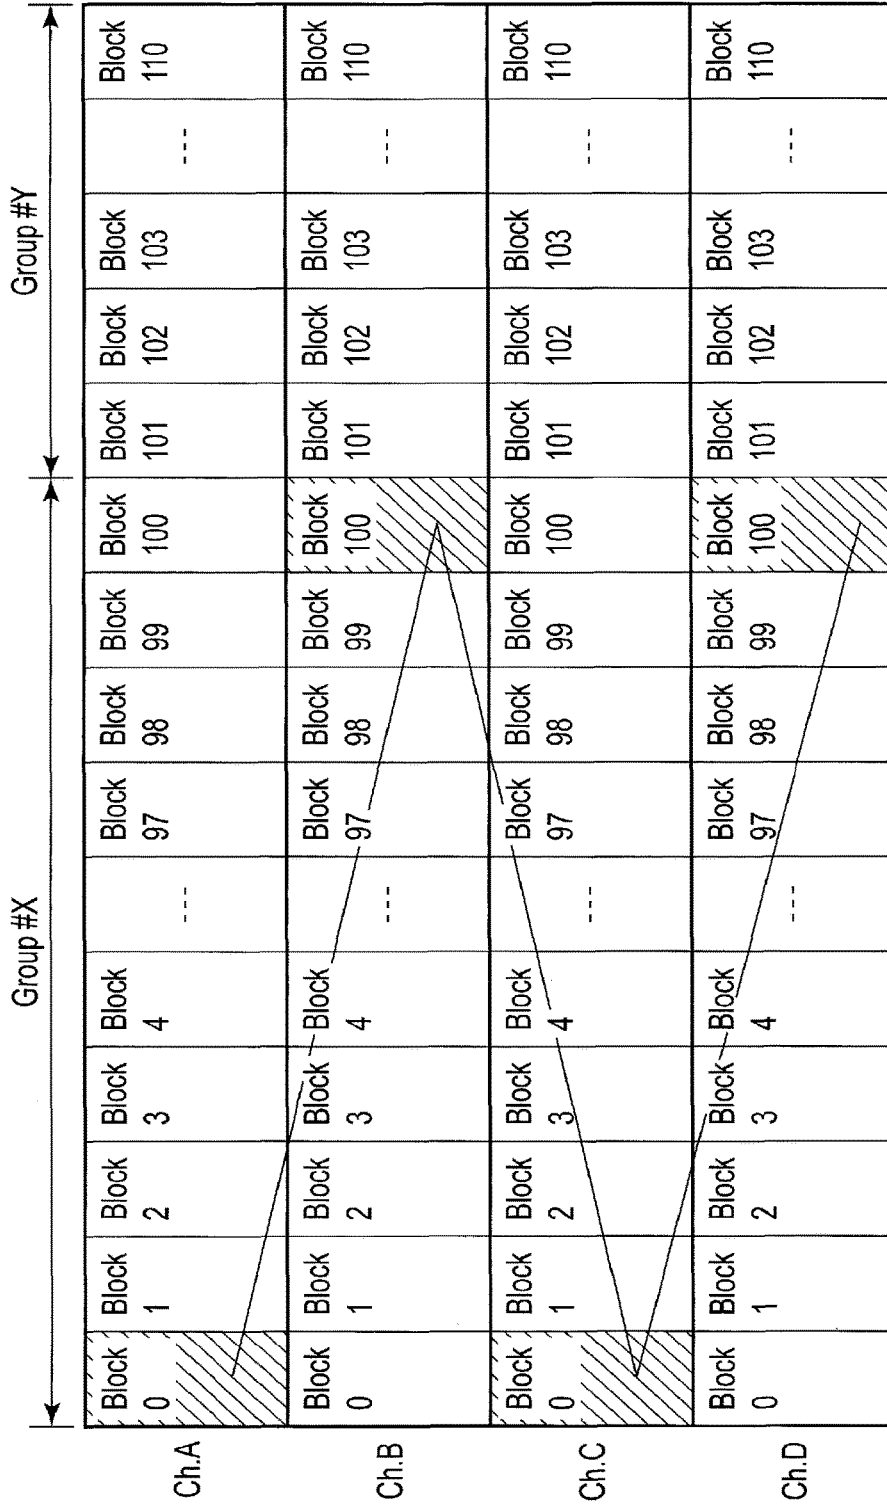 Group #X Group #Y
Ch.A Block 0 Block 1 Block 2 Block 3 Block 4 ---- Block 97 Block 98 Block 99 Block 100 Block 101 Block 102 Block 103 ---- Block 110
Ch.B Block 0 Block 1 Block 2 Block 3 Block 4 ---- Block 97 Block 98 Block 99 Block 100 Block 101 Block 102 Block 103 ---- Block 110
Ch.C Block 0 Block 1 Block 2 Block 3 Block 4 ---- Block 97 Block 98 Block 99 Block 100 Block 101 Block 102 Block 103 ---- Block 110
Ch.D Block 0 Block 1 Block 2 Block 3 Block 4 ---- Block 97 Block 98 Block 99 Block 100 Block 101 Block 102 Block 103 ---- Block 110